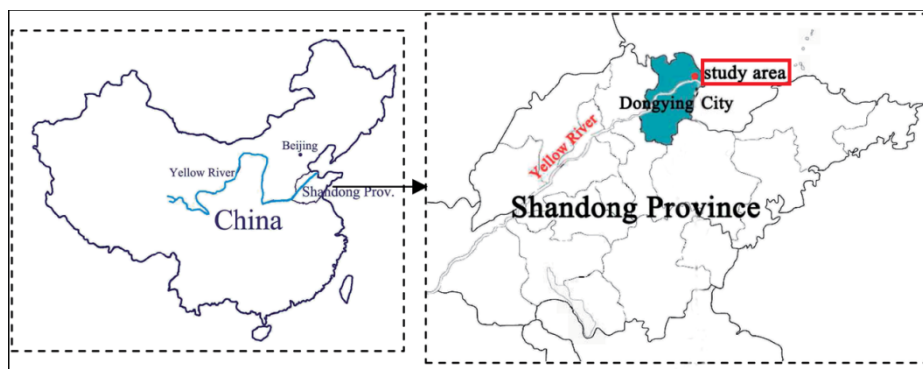 Beijing
Yellow River
Shandong Prov.
China
study area
Dongying City
Yellow River
Shandong Province